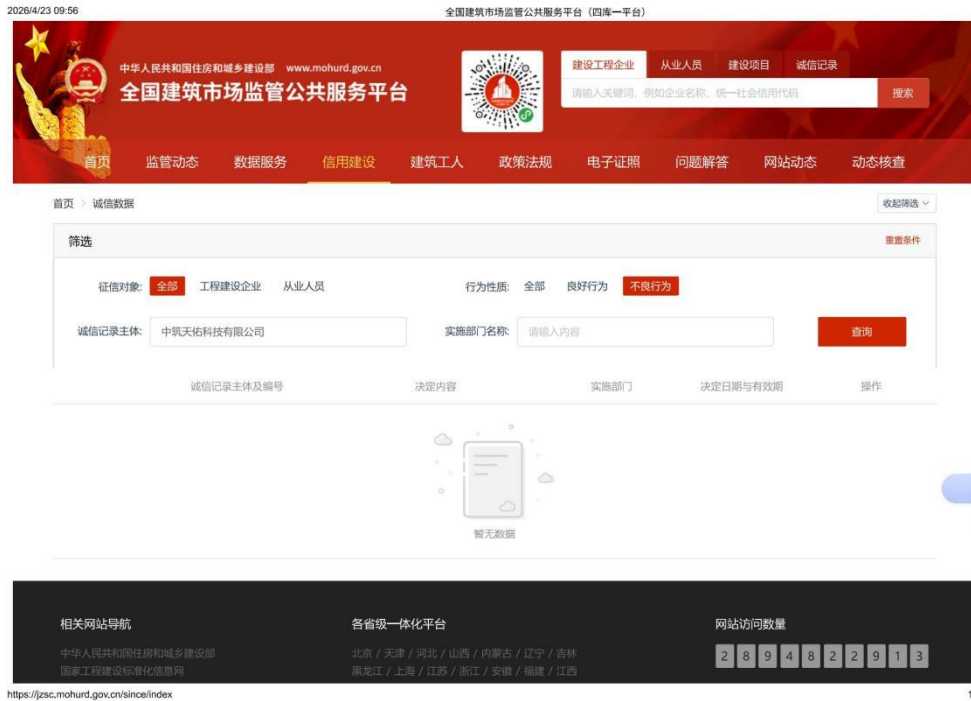 2026/4/23 09:56 全国建筑市场监管公共服务平台（四库一平台）
中华人民共和国住房和城乡建设部 www.mohurd.gov.cn
全国建筑市场监管公共服务平台
建设工程企业 从业人员 建设项目 诚信记录
请输入关键词，例如企业名称、统一社会信用代码 搜索
首页 监管动态 数据服务 信用建设 建筑工人 政策法规 电子证照 问题解答 网站动态 动态核查
首页 > 诚信数据 收起筛选
筛选 重置条件
征信对象: 全部 工程建设企业 从业人员 行为性质: 全部 良好行为 不良行为
诚信记录主体: 中筑天佑科技有限公司 实施部门名称: 请输入内容 查询
诚信记录主体及编号 决定内容 实施部门 决定日期与有效期 操作
暂无数据
相关网站导航 各省级一体化平台 网站访问数量
中华人民共和国住房和城乡建设部 北京 / 天津 / 河北 / 山西 / 内蒙古 / 辽宁 / 吉林 2 8 9 4 8 2 2 9 1 3
国家工程建设标准化信息网 黑龙江 / 上海 / 江苏 / 浙江 / 安徽 / 福建 / 江西
https://jzsc.mohurd.gov.cn/since/index 1